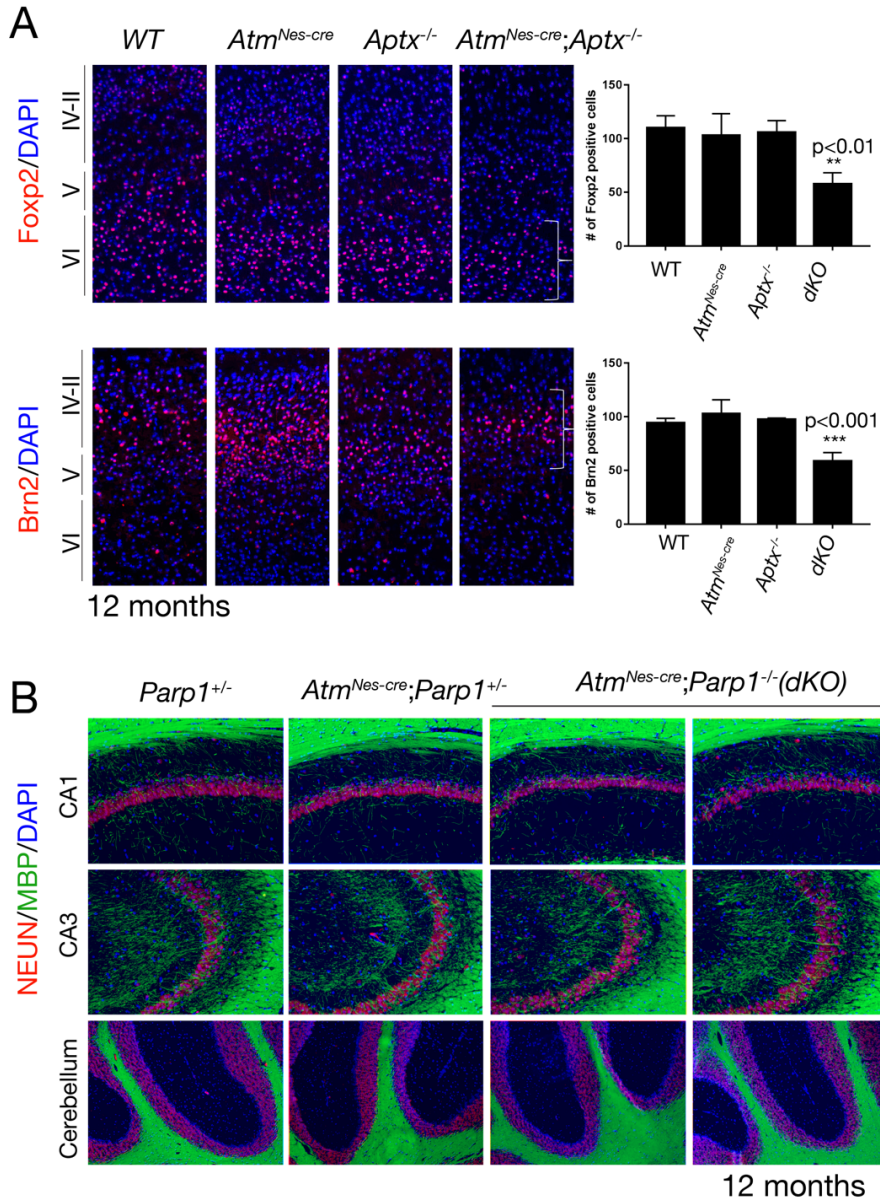 A
WT Atm^Nes-cre Aptx^-/- Atm^Nes-cre;Aptx^-/-
Foxp2/DAPI
IV-II
V
VI
# of Foxp2 positive cells
150
100
50
0
p<0.01
**
WT
Atm^Nes-cre
Aptx^-/-
dKO
Brn2/DAPI
IV-II
V
VI
12 months
# of Brn2 positive cells
150
100
50
0
p<0.001
***
WT
Atm^Nes-cre
Aptx^-/-
dKO
B
Parp1^+/- Atm^Nes-cre;Parp1^+/- Atm^Nes-cre;Parp1^-/-(dKO)
NEUN/MBP/DAPI
CA1
CA3
Cerebellum
12 months